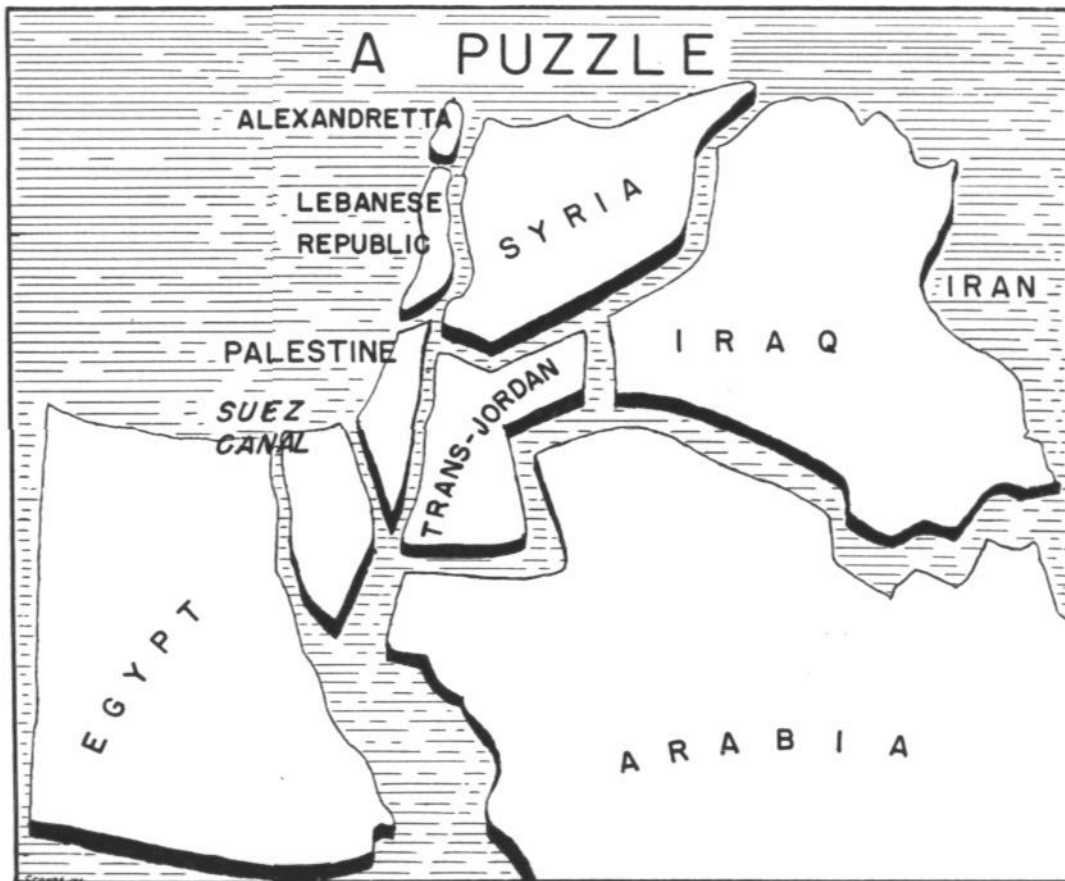 A PUZZLE
ALEXANDRETTA
LEBANESE
REPUBLIC
SYRIA
IRAN
IRAQ
PALESTINE
TRANS-JORDAN
SUEZ
CANAL
EGYPT
ARABIA